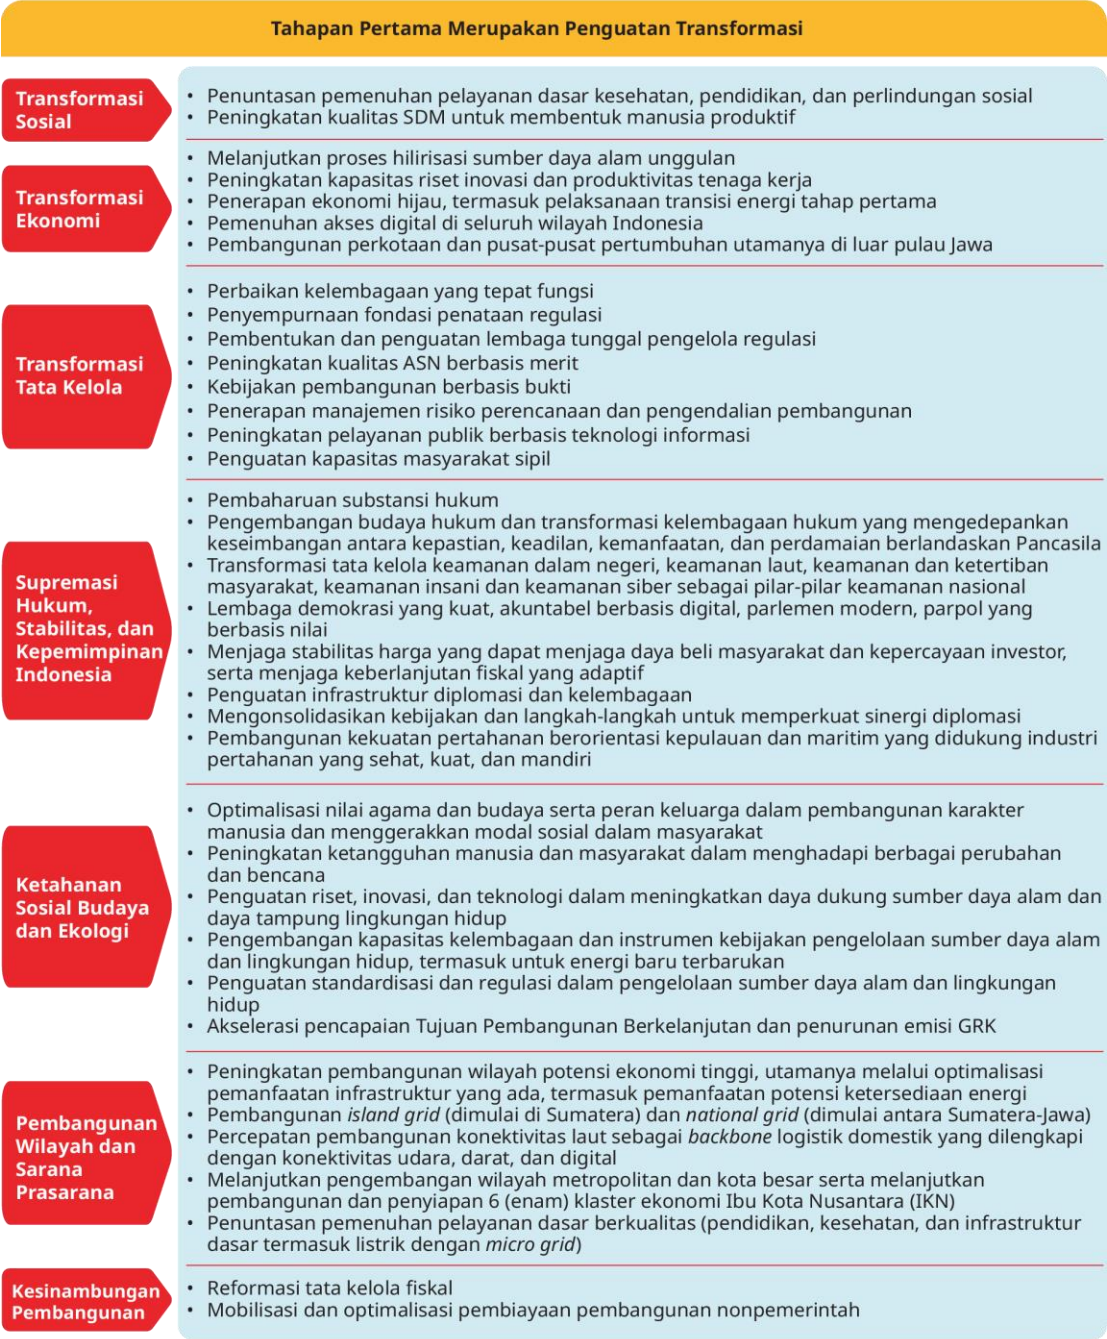 Tahapan Pertama Merupakan Penguatan Transformasi
Transformasi
Sosial
• Penuntasan pemenuhan pelayanan dasar kesehatan, pendidikan, dan perlindungan sosial
• Peningkatan kualitas SDM untuk membentuk manusia produktif
Transformasi
Ekonomi
• Melanjutkan proses hilirisasi sumber daya alam unggulan
• Peningkatan kapasitas riset inovasi dan produktivitas tenaga kerja
• Penerapan ekonomi hijau, termasuk pelaksanaan transisi energi tahap pertama
• Pemenuhan akses digital di seluruh wilayah Indonesia
• Pembangunan perkotaan dan pusat-pusat pertumbuhan utamanya di luar pulau Jawa
Transformasi
Tata Kelola
• Perbaikan kelembagaan yang tepat fungsi
• Penyempurnaan fondasi penataan regulasi
• Pembentukan dan penguatan lembaga tunggal pengelola regulasi
• Peningkatan kualitas ASN berbasis merit
• Kebijakan pembangunan berbasis bukti
• Penerapan manajemen risiko perencanaan dan pengendalian pembangunan
• Peningkatan pelayanan publik berbasis teknologi informasi
• Penguatan kapasitas masyarakat sipil
Supremasi
Hukum,
Stabilitas, dan
Kepemimpinan
Indonesia
• Pembaharuan substansi hukum
• Pengembangan budaya hukum dan transformasi kelembagaan hukum yang mengedepankan
keseimbangan antara kepastian, keadilan, kemanfaatan, dan perdamaian berlandaskan Pancasila
• Transformasi tata kelola keamanan dalam negeri, keamanan laut, keamanan dan ketertiban
masyarakat, keamanan insani dan keamanan siber sebagai pilar-pilar keamanan nasional
• Lembaga demokrasi yang kuat, akuntabel berbasis digital, parlemen modern, parpol yang
berbasis nilai
• Menjaga stabilitas harga yang dapat menjaga daya beli masyarakat dan kepercayaan investor,
serta menjaga keberlanjutan fiskal yang adaptif
• Penguatan infrastruktur diplomasi dan kelembagaan
• Mengonsolidasikan kebijakan dan langkah-langkah untuk memperkuat sinergi diplomasi
• Pembangunan kekuatan pertahanan berorientasi kepulauan dan maritim yang didukung industri
pertahanan yang sehat, kuat, dan mandiri
Ketahanan
Sosial Budaya
dan Ekologi
• Optimalisasi nilai agama dan budaya serta peran keluarga dalam pembangunan karakter
manusia dan menggerakkan modal sosial dalam masyarakat
• Peningkatan ketangguhan manusia dan masyarakat dalam menghadapi berbagai perubahan
dan bencana
• Penguatan riset, inovasi, dan teknologi dalam meningkatkan daya dukung sumber daya alam dan
daya tampung lingkungan hidup
• Pengembangan kapasitas kelembagaan dan instrumen kebijakan pengelolaan sumber daya alam
dan lingkungan hidup, termasuk untuk energi baru terbarukan
• Penguatan standardisasi dan regulasi dalam pengelolaan sumber daya alam dan lingkungan
hidup
• Akselerasi pencapaian Tujuan Pembangunan Berkelanjutan dan penurunan emisi GRK
Pembangunan
Wilayah dan
Sarana
Prasarana
• Peningkatan pembangunan wilayah potensi ekonomi tinggi, utamanya melalui optimalisasi
pemanfaatan infrastruktur yang ada, termasuk pemanfaatan potensi ketersediaan energi
• Pembangunan island grid (dimulai di Sumatera) dan national grid (dimulai antara Sumatera-Jawa)
• Percepatan pembangunan konektivitas laut sebagai backbone logistik domestik yang dilengkapi
dengan konektivitas udara, darat, dan digital
• Melanjutkan pengembangan wilayah metropolitan dan kota besar serta melanjutkan
pembangunan dan penyiapan 6 (enam) klaster ekonomi Ibu Kota Nusantara (IKN)
• Penuntasan pemenuhan pelayanan dasar berkualitas (pendidikan, kesehatan, dan infrastruktur
dasar termasuk listrik dengan micro grid)
Kesinambungan
Pembangunan
• Reformasi tata kelola fiskal
• Mobilisasi dan optimalisasi pembiayaan pembangunan nonpemerintah